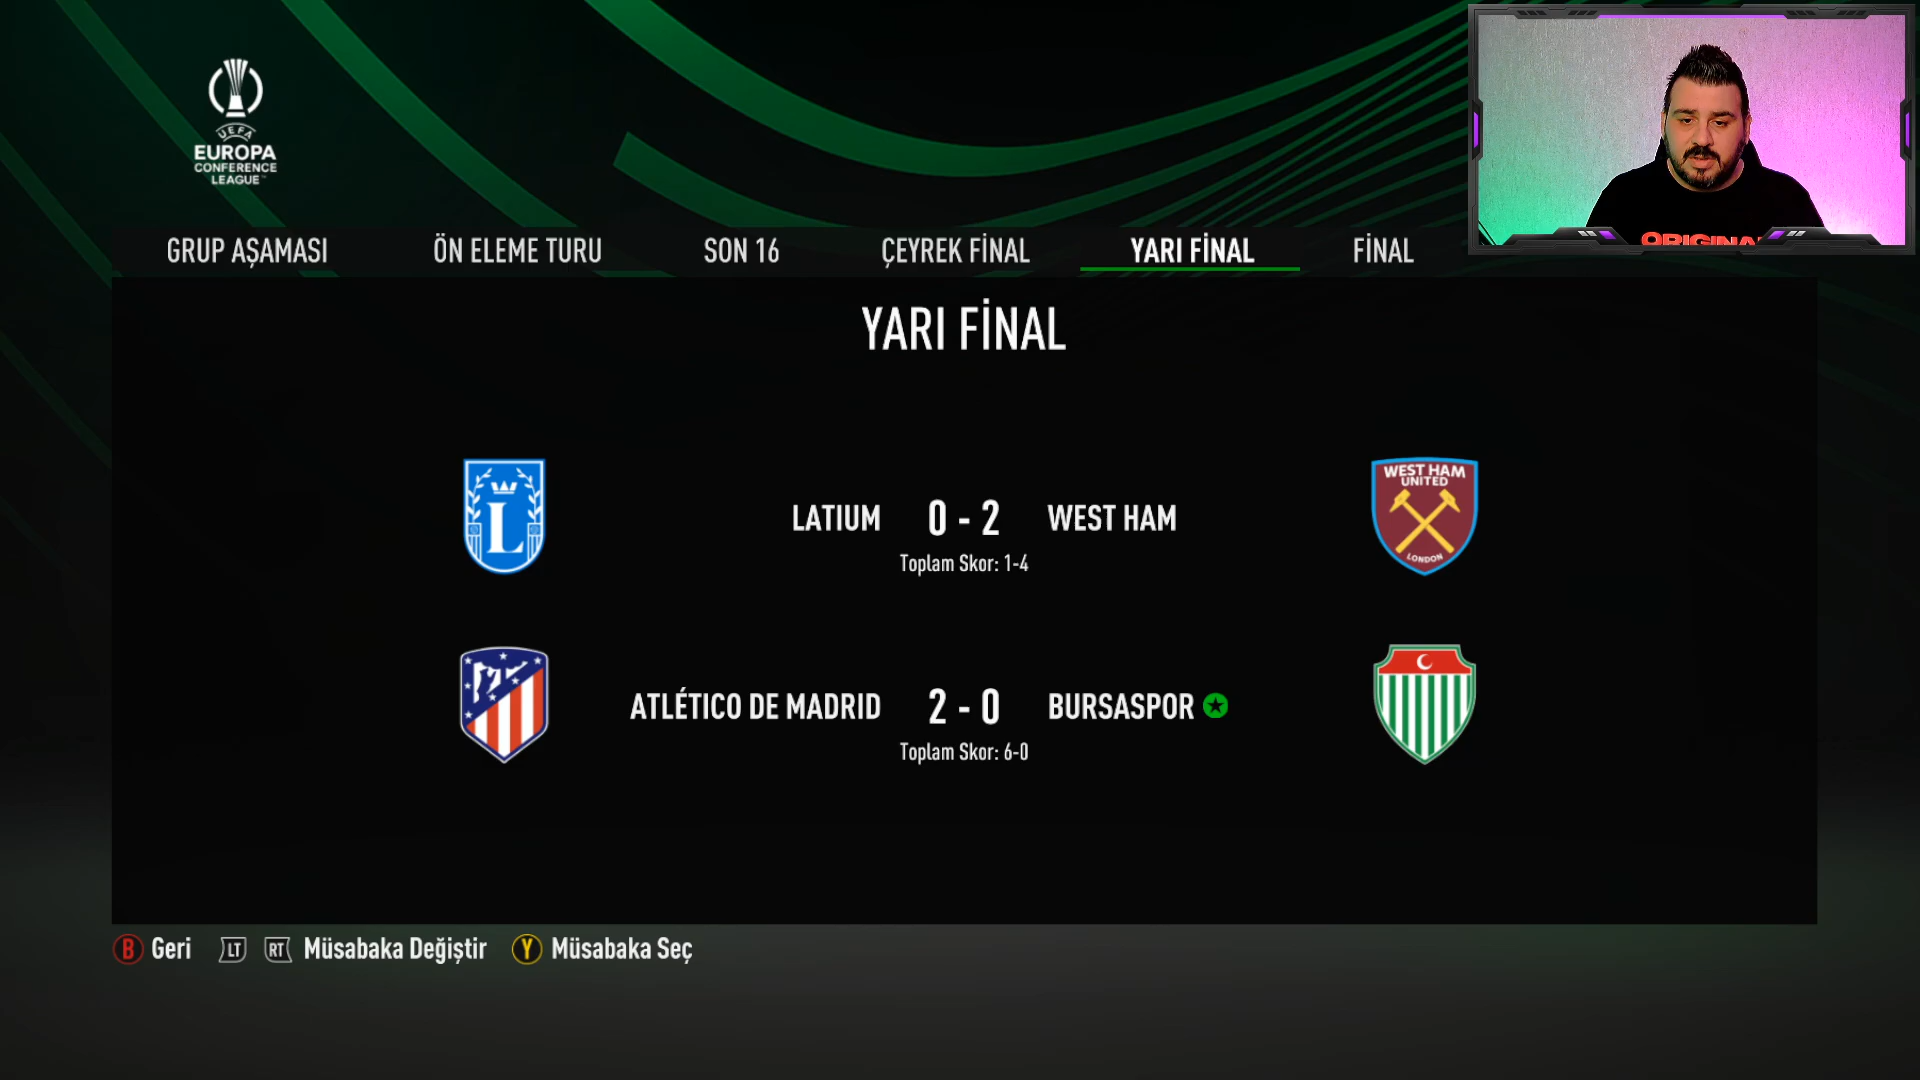 UEFA
EUROPA
CONFERENCE
LEAGUE
GRUP AŞAMASI
ÖN ELEME TURU
SON 16
ÇEYREK FİNAL
YARI FİNAL
FİNAL
ORIGINA
YARI FİNAL
L
LATIUM
0 - 2
WEST HAM
Toplam Skor: 1-4
WEST HAM
UNITED
LONDON
ATLÉTICO DE MADRID
2 - 0
BURSASPOR
Toplam Skor: 6-0
B Geri
LT RT Müsabaka Değiştir
Y Müsabaka Seç